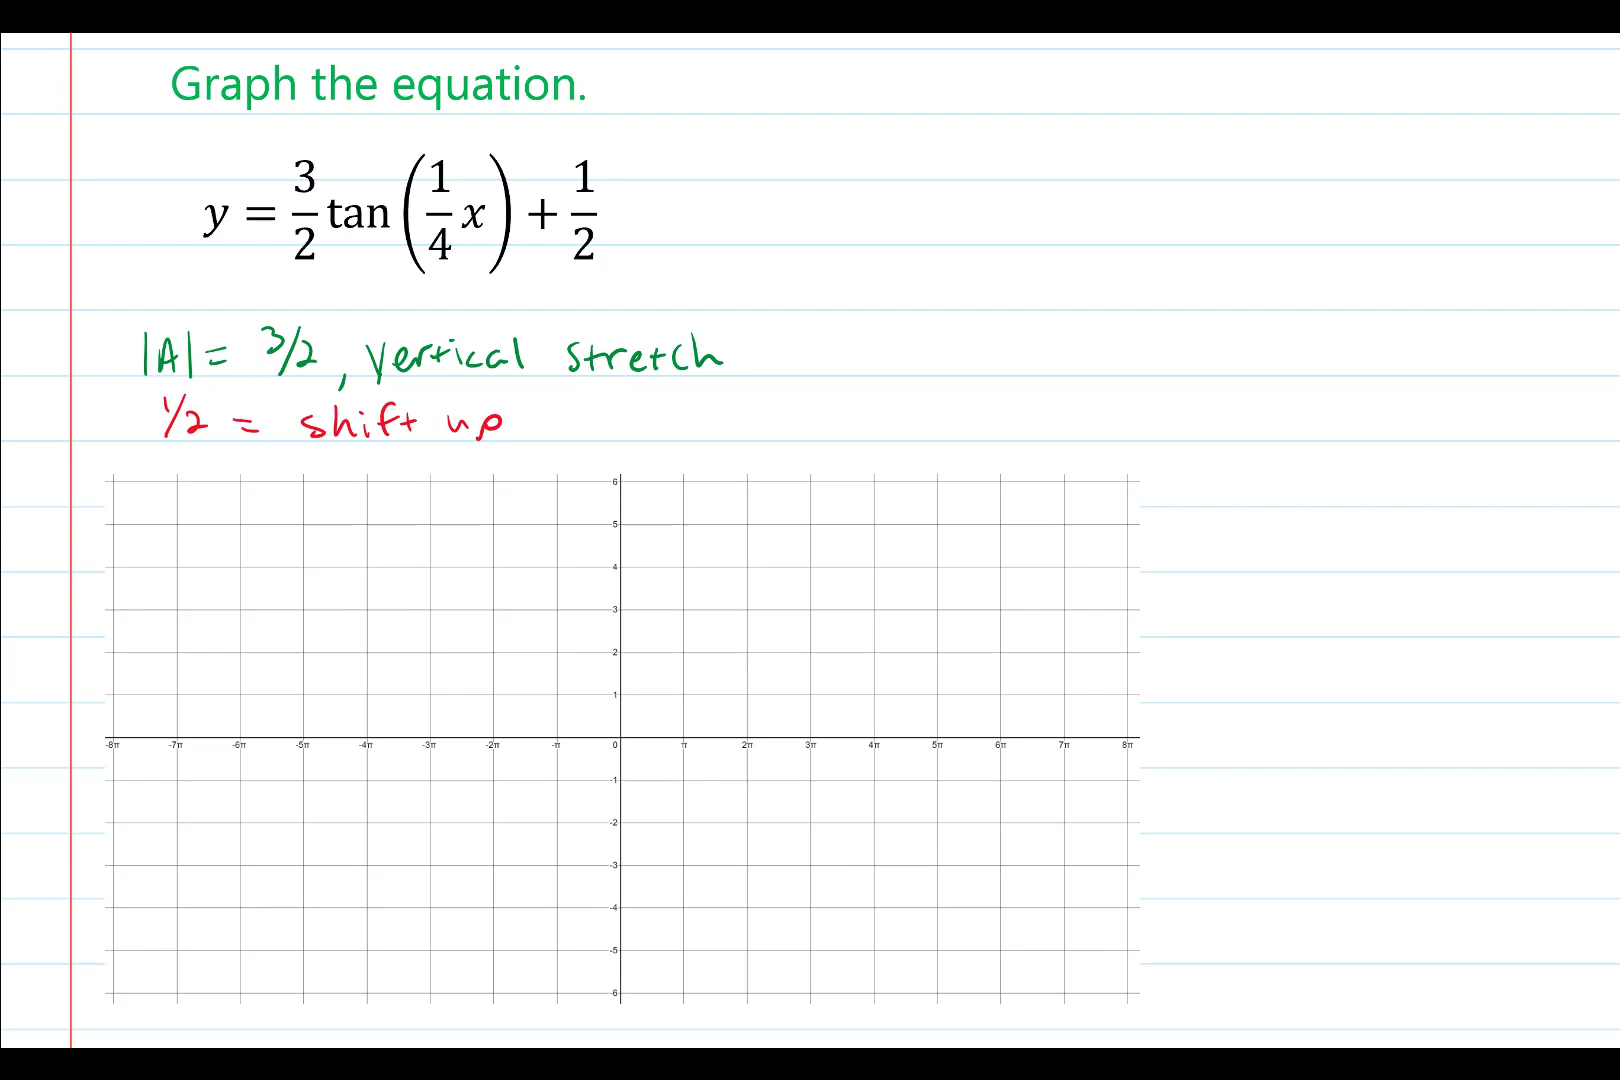 Graph the equation.
y = 3/2 tan(1/4 x) + 1/2
|A| = 3/2, vertical stretch
1/2 = shift up
6
5
4
3
2
1
-8π -7π -6π -5π -4π -3π -2π -π 0 π 2π 3π 4π 5π 6π 7π 8π
-1
-2
-3
-4
-5
-6